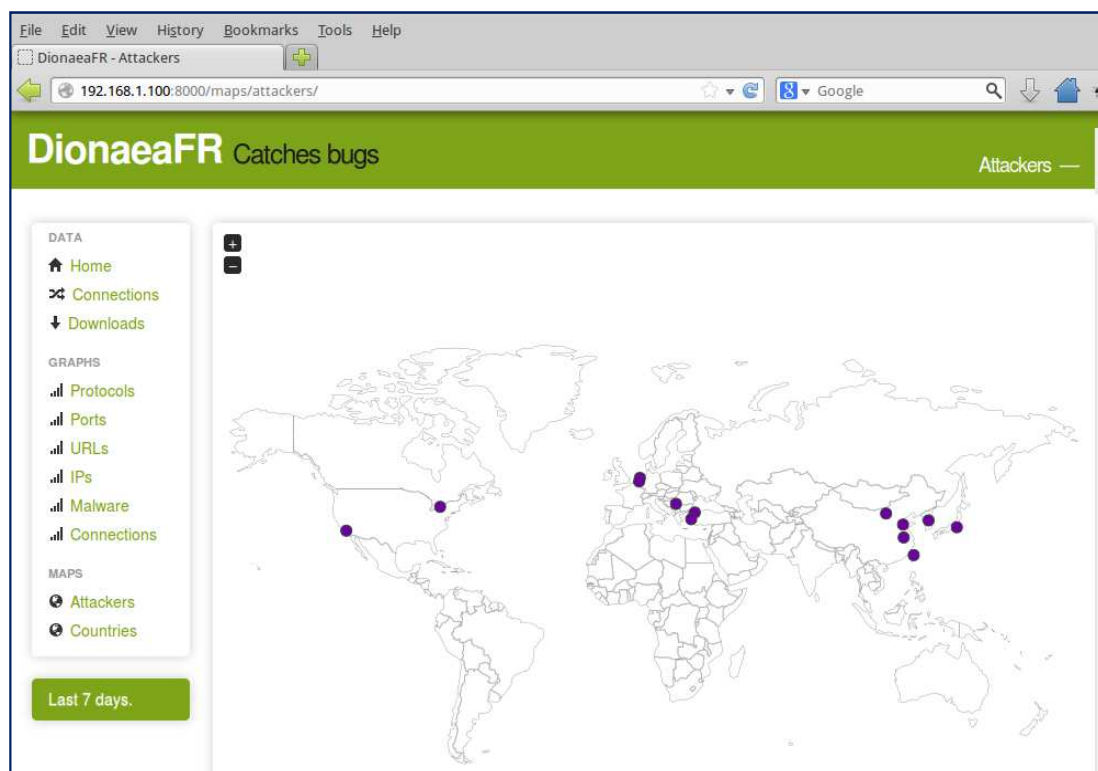 File Edit View History Bookmarks Tools Help
DionaeaFR - Attackers
192.168.1.100:8000/maps/attackers/
Google
DionaeaFR Catches bugs
Attackers —
DATA
Home
Connections
Downloads
GRAPHS
Protocols
Ports
URLs
IPs
Malware
Connections
MAPS
Attackers
Countries
Last 7 days.
+
−